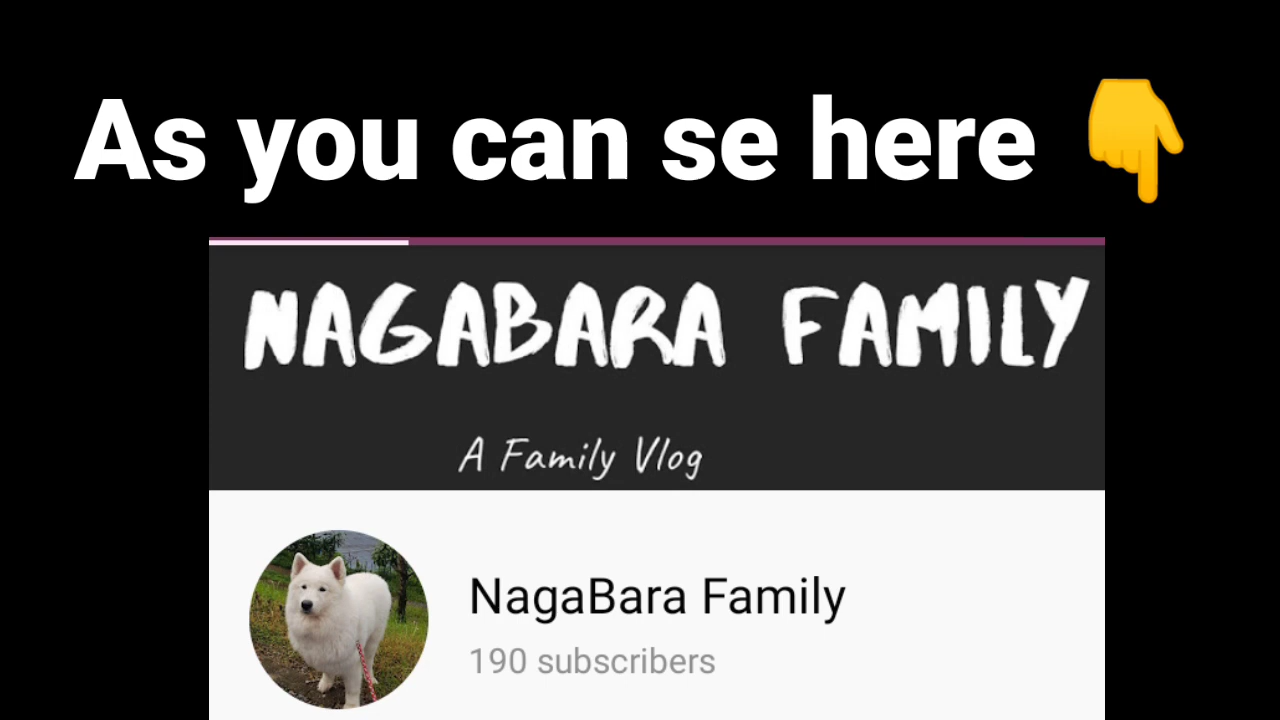 As you can se here 👇
NAGABARA FAMILY
A Family Vlog
NagaBara Family
190 subscribers